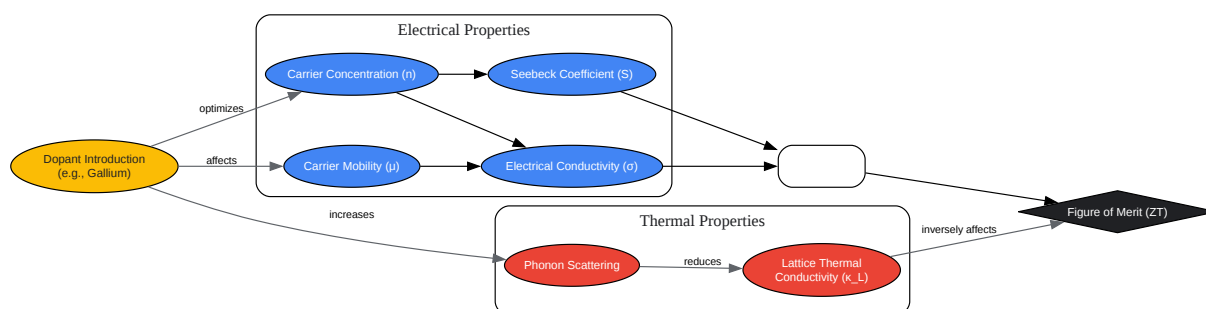 Electrical Properties
Carrier Concentration (n)
Seebeck Coefficient (S)
optimizes
Dopant Introduction
(e.g., Gallium)
affects
Carrier Mobility (μ)
Electrical Conductivity (σ)
increases
Thermal Properties
Figure of Merit (ZT)
inversely affects
Phonon Scattering
reduces
Lattice Thermal
Conductivity (κ_L)